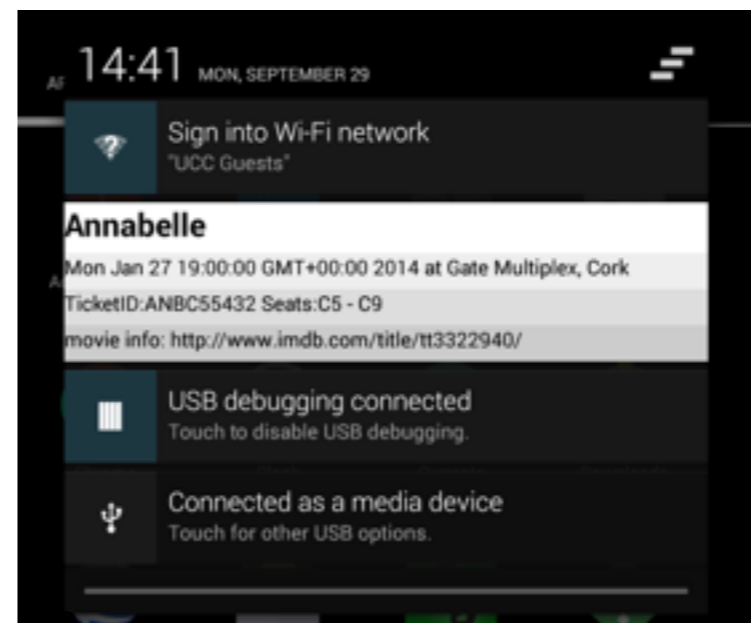 14:41 MON, SEPTEMBER 29
Sign into Wi-Fi network
"UCC Guests"
Annabelle
Mon Jan 27 19:00:00 GMT+00:00 2014 at Gate Multiplex, Cork
TicketID:ANBC55432 Seats:C5 - C9
movie info: http://www.imdb.com/title/tt3322940/
USB debugging connected
Touch to disable USB debugging.
Connected as a media device
Touch for other USB options.